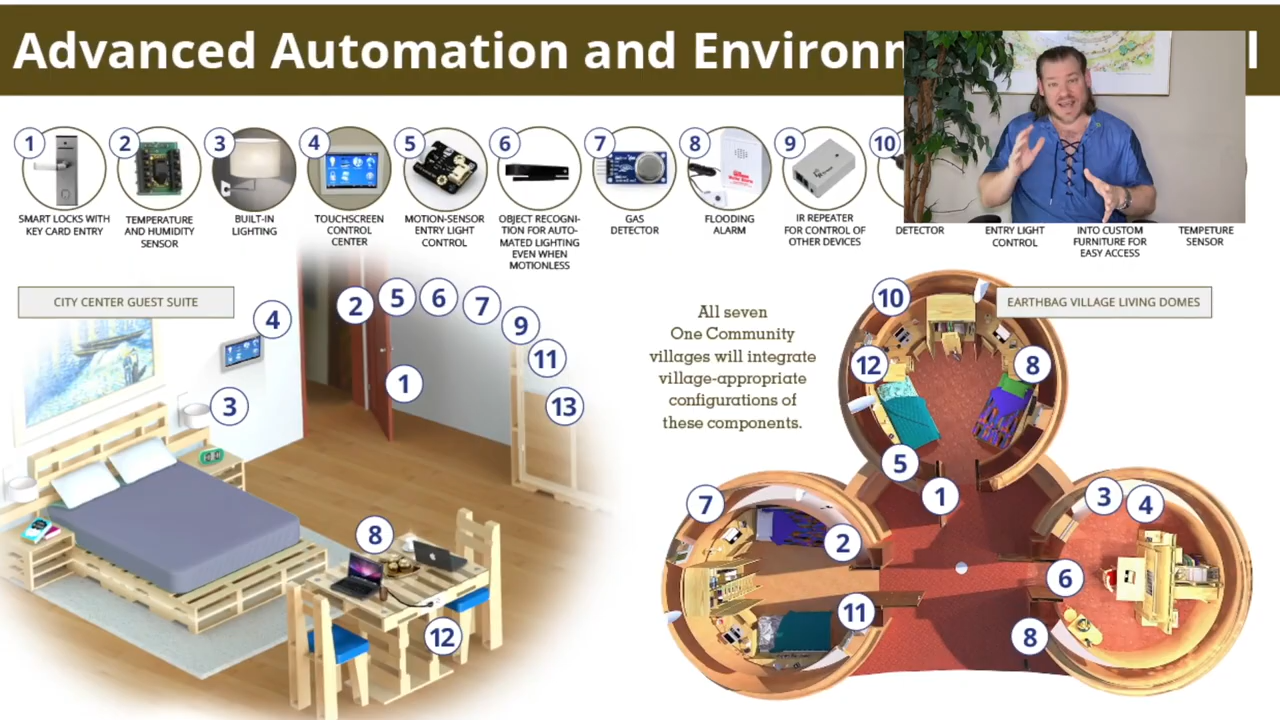 Advanced Automation and Environ
1
2
3
4
5
6
7
8
9
10
SMART LOCKS WITH
KEY CARD ENTRY
TEMPERATURE
AND HUMIDITY
SENSOR
BUILT-IN
LIGHTING
TOUCHSCREEN
CONTROL
CENTER
MOTION-SENSOR
ENTRY LIGHT
CONTROL
OBJECT RECOGNI-
TION FOR AUTO-
MATED LIGHTING
EVEN WHEN
MOTIONLESS
GAS
DETECTOR
FLOODING
ALARM
IR REPEATER
FOR CONTROL OF
OTHER DEVICES
DETECTOR
ENTRY LIGHT
CONTROL
INTO CUSTOM
FURNITURE FOR
EASY ACCESS
TEMPETURE
SENSOR
CITY CENTER GUEST SUITE
4
3
2
5
6
7
9
11
13
1
8
12
All seven
One Community
villages will integrate
village-appropriate
configurations of
these components.
EARTHBAG VILLAGE LIVING DOMES
10
12
8
5
1
7
2
11
3
4
6
8